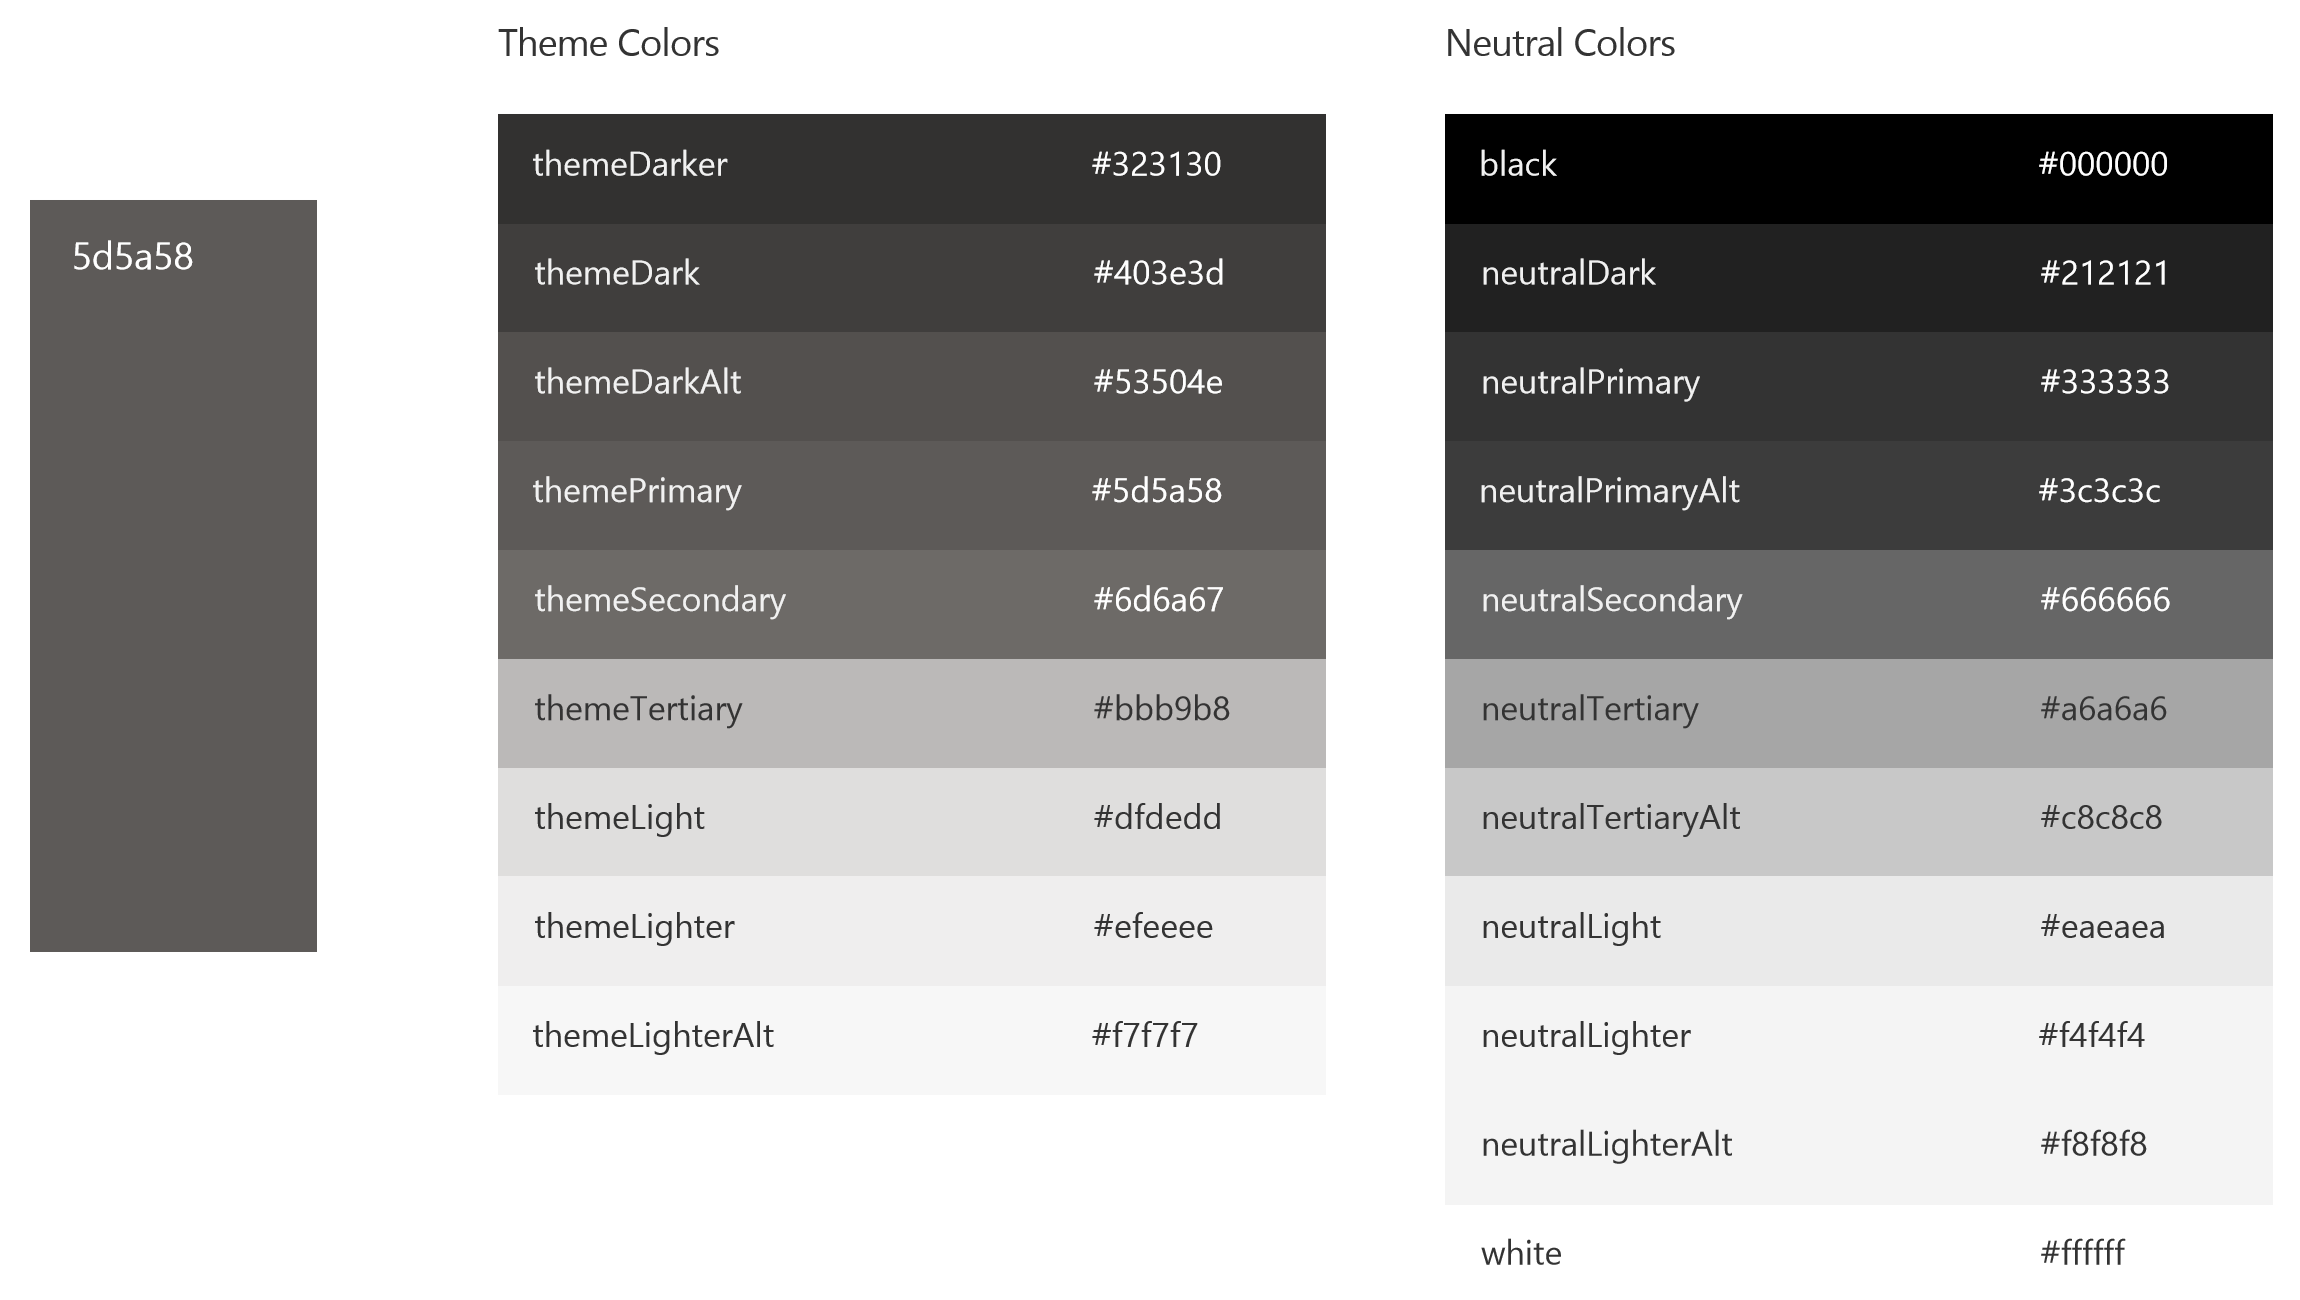 Theme Colors
Neutral Colors
5d5a58
themeDarker #323130
themeDark #403e3d
themeDarkAlt #53504e
themePrimary #5d5a58
themeSecondary #6d6a67
themeTertiary #bbb9b8
themeLight #dfdedd
themeLighter #efeeee
themeLighterAlt #f7f7f7
black #000000
neutralDark #212121
neutralPrimary #333333
neutralPrimaryAlt #3c3c3c
neutralSecondary #666666
neutralTertiary #a6a6a6
neutralTertiaryAlt #c8c8c8
neutralLight #eaeaea
neutralLighter #f4f4f4
neutralLighterAlt #f8f8f8
white #ffffff